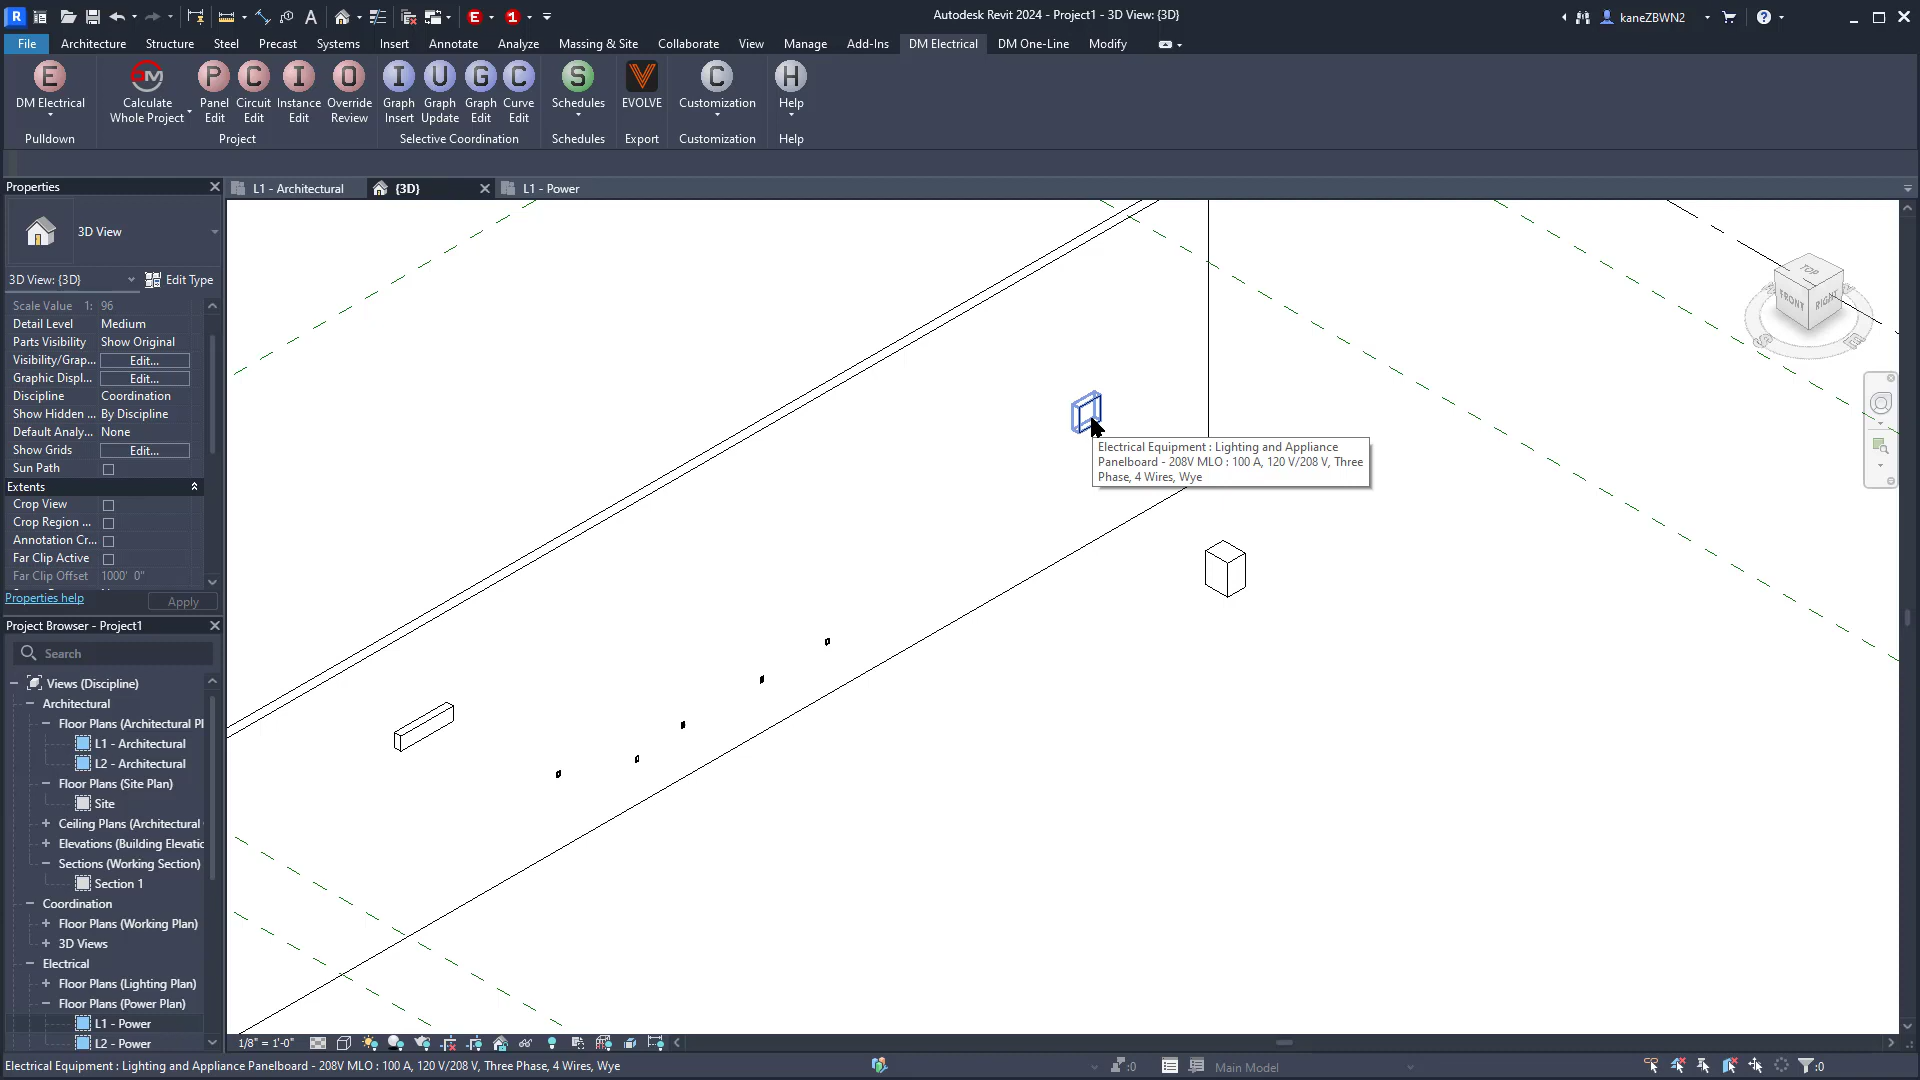 R
Autodesk Revit 2024 - Project1 - 3D View: {3D}
kaneZBWN2
File Architecture Structure Steel Precast Systems Insert Annotate Analyze Massing & Site Collaborate View Manage Add-Ins DM Electrical DM One-Line Modify
E P C I O I U G C S C H
DM Electrical
Calculate
Whole Project
Panel
Edit
Circuit
Edit
Instance
Edit
Override
Review
Graph
Insert
Graph
Update
Graph
Edit
Curve
Edit
Schedules
EVOLVE
Customization
Help
Pulldown
Project
Selective Coordination
Schedules
Export
Customization
Help
L1 - Architectural
{3D}
L1 - Power
Properties
3D View
3D View: {3D}
Edit Type
Scale Value 1: 96
Detail Level Medium
Parts Visibility Show Original
Visibility/Grap... Edit...
Graphic Displ... Edit...
Discipline Coordination
Show Hidden ... By Discipline
Default Analy... None
Show Grids Edit...
Sun Path
Extents
Crop View
Crop Region ...
Annotation Cr...
Far Clip Active
Far Clip Offset 1000' 0"
Properties help
Apply
Project Browser - Project1
Search
Views (Discipline)
Architectural
Floor Plans (Architectural Pl
L1 - Architectural
L2 - Architectural
Floor Plans (Site Plan)
Site
Ceiling Plans (Architectural
Elevations (Building Elevatio
Sections (Working Section)
Section 1
Coordination
Floor Plans (Working Plan)
3D Views
Electrical
Floor Plans (Lighting Plan)
Floor Plans (Power Plan)
L1 - Power
L2 - Power
TOP
FRONT
RIGHT
Electrical Equipment : Lighting and Appliance
Panelboard - 208V MLO : 100 A, 120 V/208 V, Three
Phase, 4 Wires, Wye
1/8" = 1'-0"
Electrical Equipment : Lighting and Appliance Panelboard - 208V MLO : 100 A, 120 V/208 V, Three Phase, 4 Wires, Wye
:0
Main Model
:0